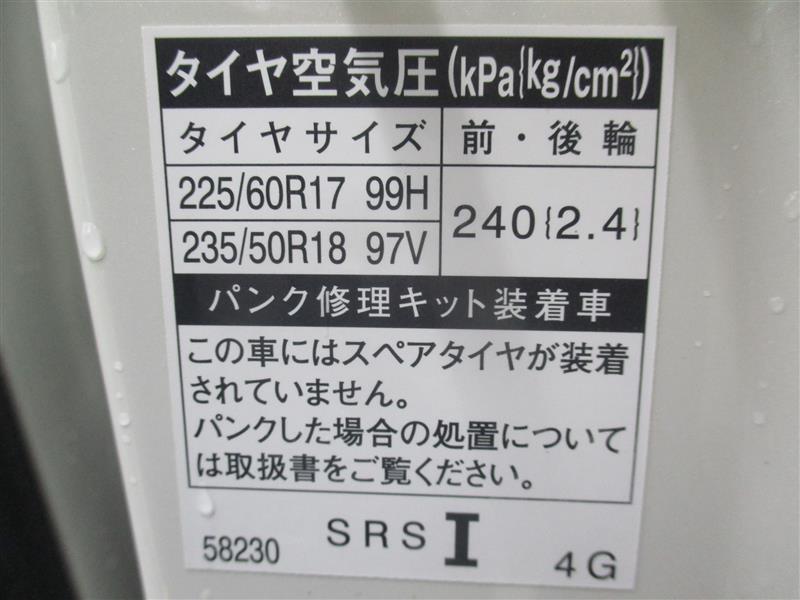 タイヤ空気圧(kPa{kg/cm²})
タイヤサイズ 前・後輪
225/60R17 99H
235/50R18 97V
240{2.4}
パンク修理キット装着車
この車にはスペアタイヤが装着
されていません。
パンクした場合の処置について
は取扱書をご覧ください。
58230 SRS I 4G